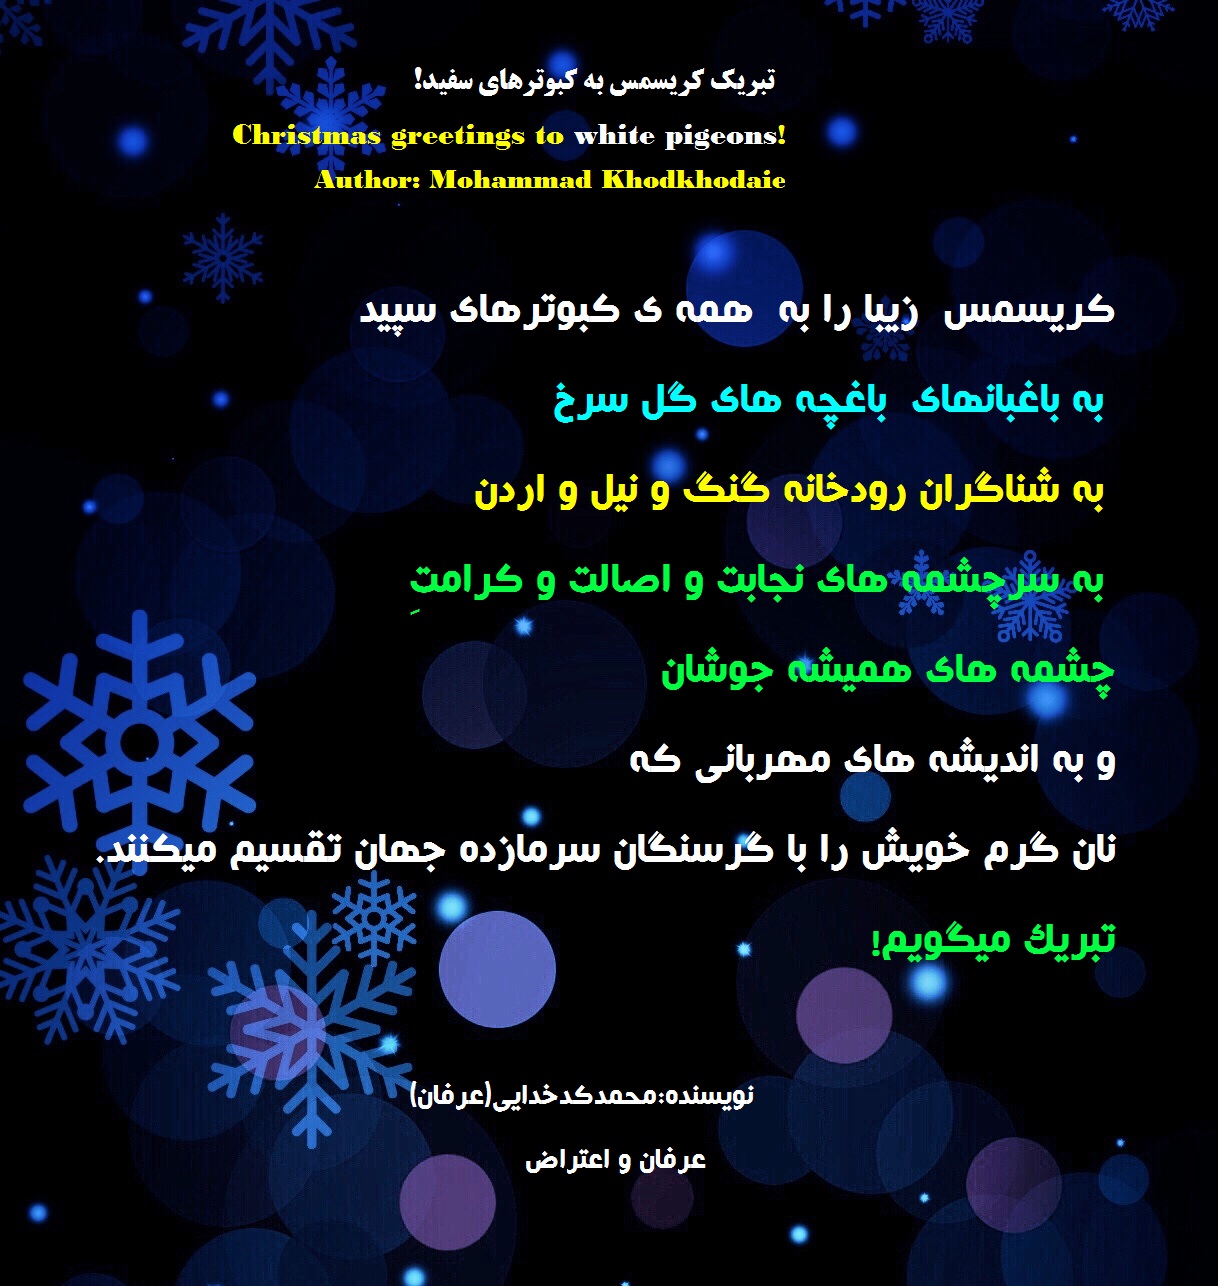 تبریک کریسمس به کبوترهای سفید!
Christmas greetings to white pigeons!
Author: Mohammad Khodkhodaie
کریسمس زیبا را به همه ی کبوترهای سپید
به باغبانهای باغچه های گل سرخ
به شناگران رودخانه گنگ و نیل و اردن
به سرچشمه های نجابت و اصالت و کرامتِ
چشمه های همیشه جوشان
و به اندیشه های مهربانی که
نان گرم خویش را با گرسنگان سرمازده جهان تقسیم میکنند.
تبریك میگویم!
نویسنده:محمدکدخدایی(عرفان)
عرفان و اعتراض